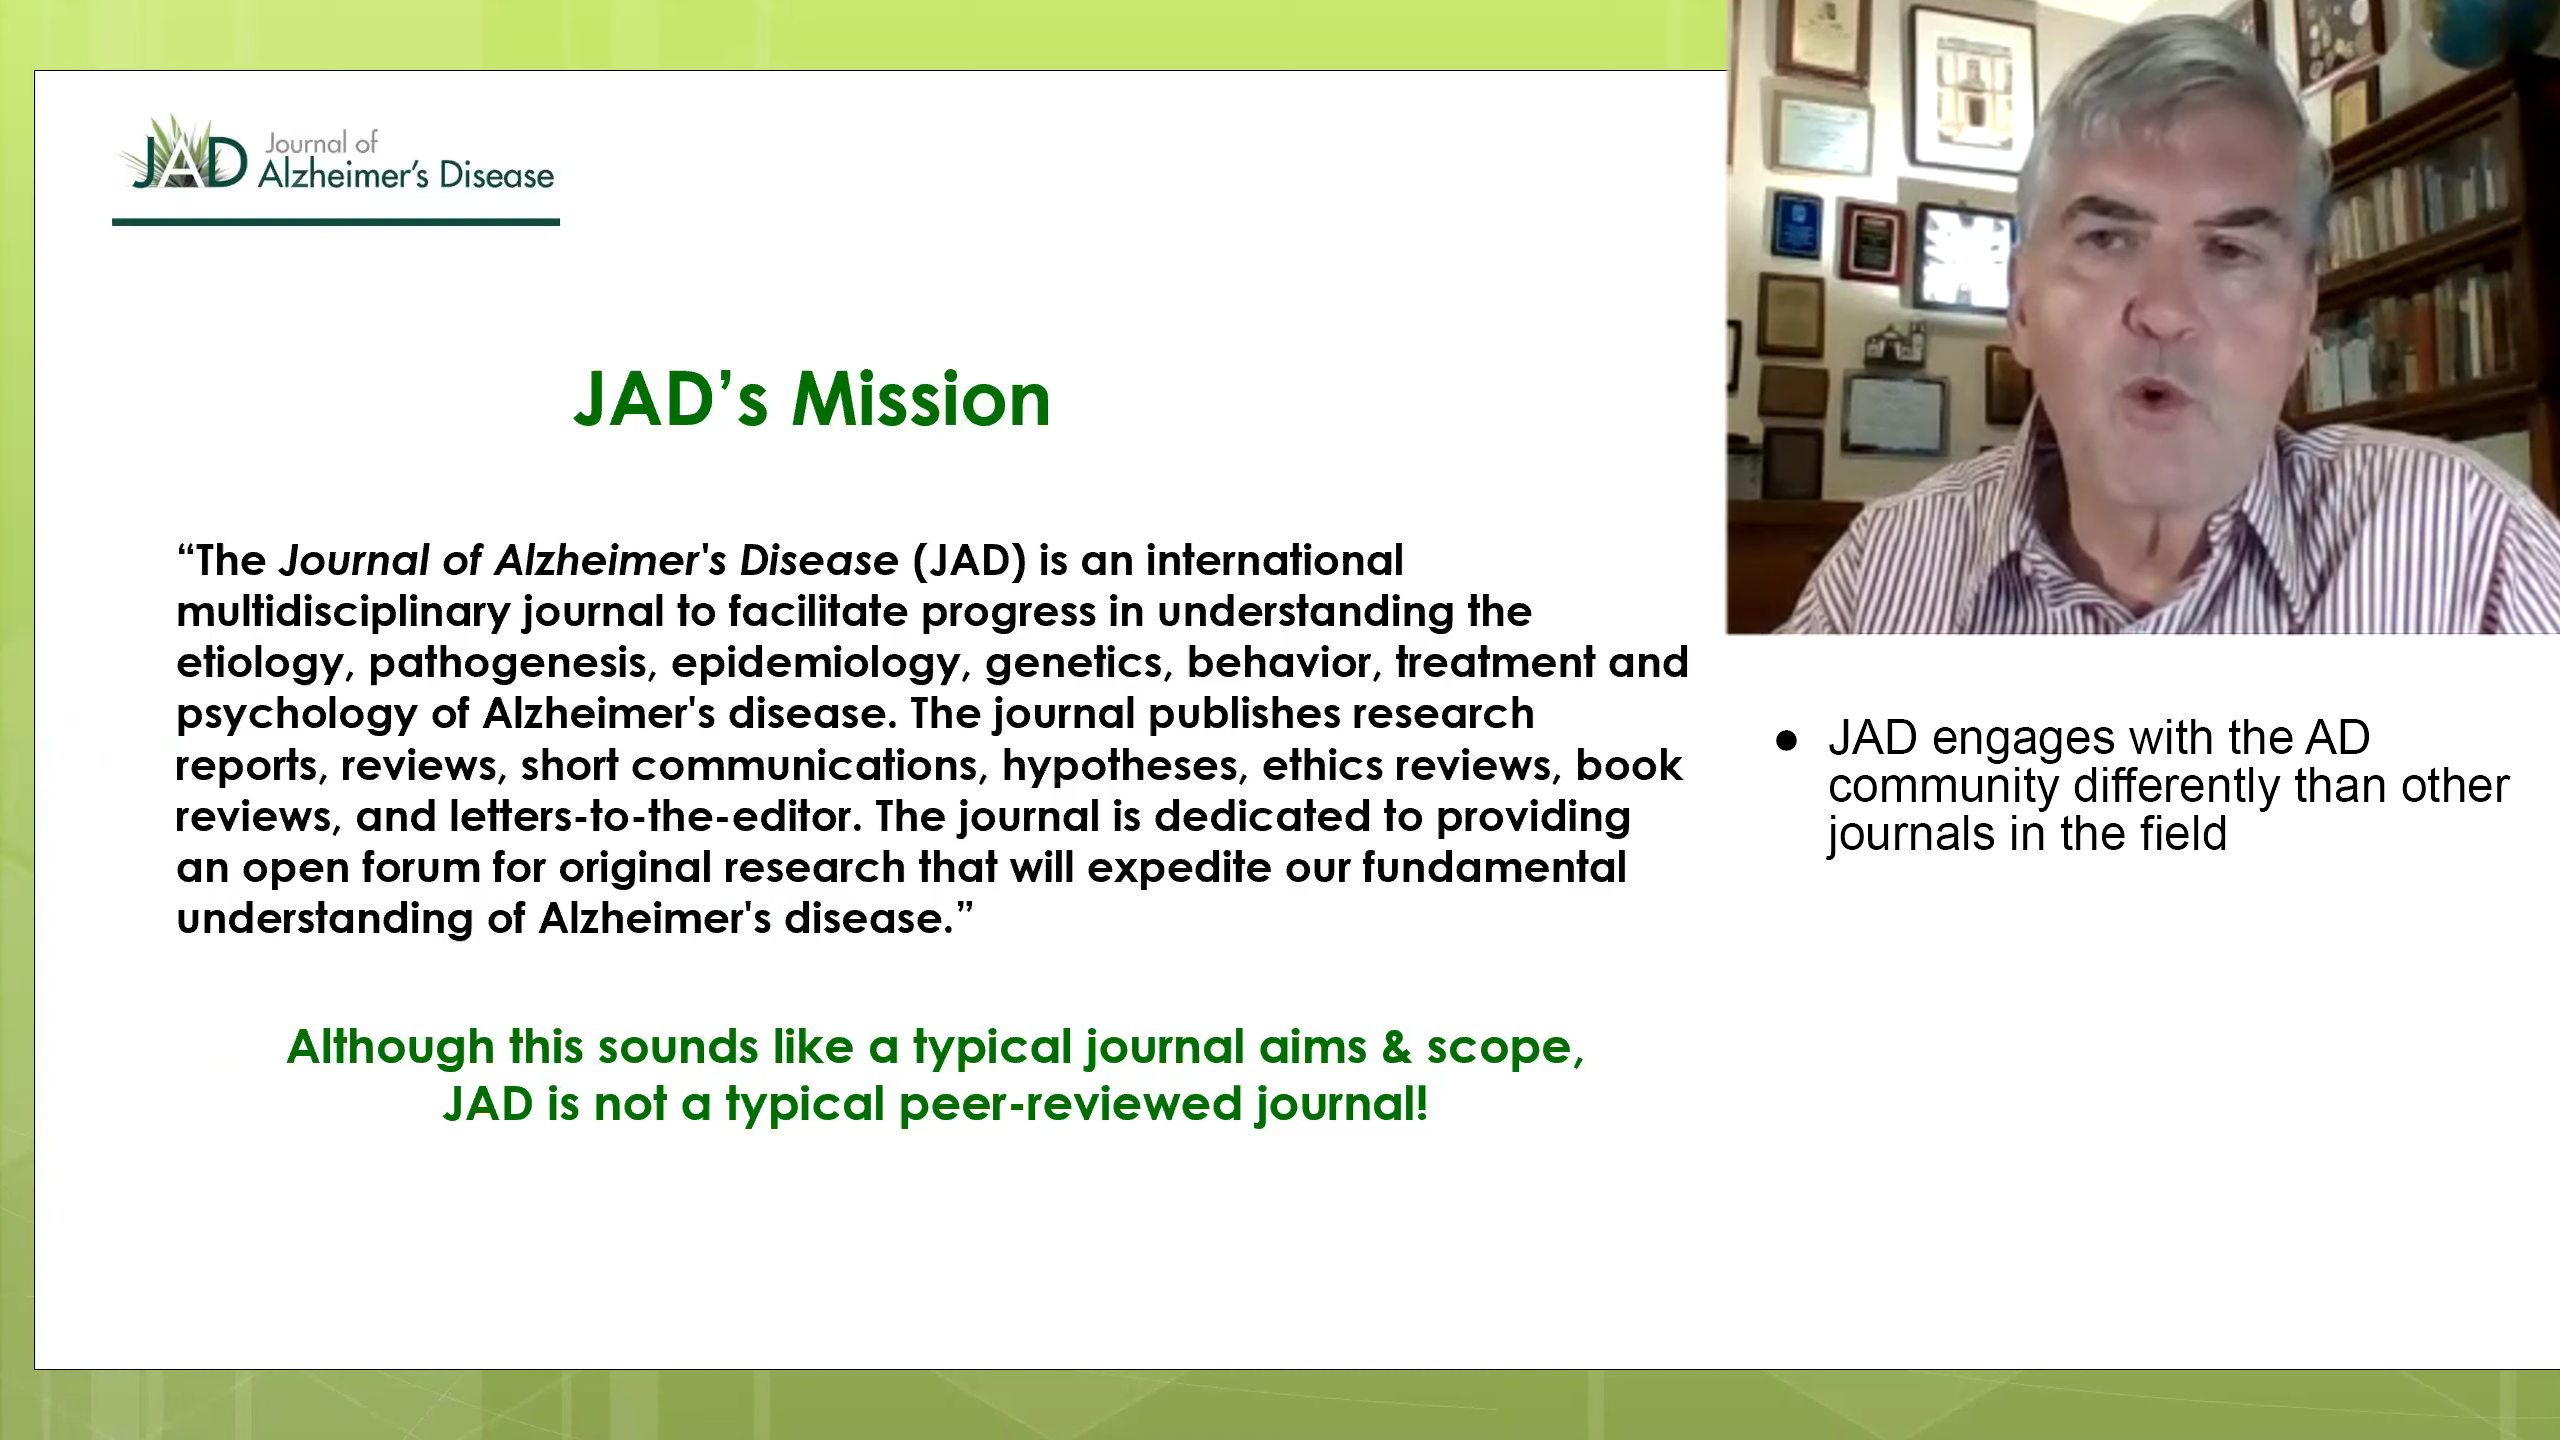 JAD Journal of
Alzheimer's Disease
JAD’s Mission
“The Journal of Alzheimer's Disease (JAD) is an international
multidisciplinary journal to facilitate progress in understanding the
etiology, pathogenesis, epidemiology, genetics, behavior, treatment and
psychology of Alzheimer's disease. The journal publishes research
reports, reviews, short communications, hypotheses, ethics reviews, book
reviews, and letters-to-the-editor. The journal is dedicated to providing
an open forum for original research that will expedite our fundamental
understanding of Alzheimer's disease.”
Although this sounds like a typical journal aims & scope,
JAD is not a typical peer-reviewed journal!
● JAD engages with the AD
community differently than other
journals in the field